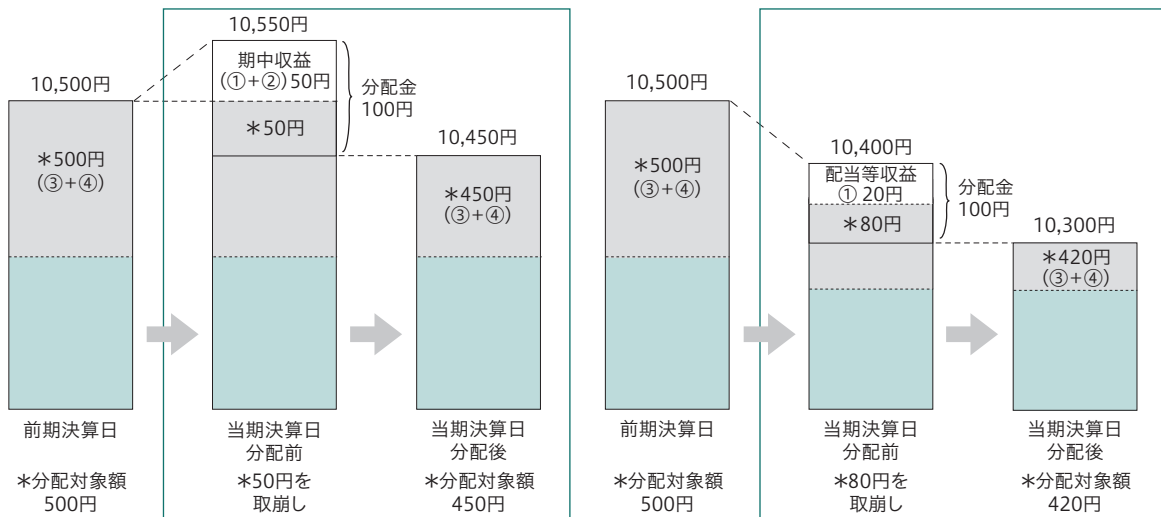 10,500円
＊500円
(③+④)
前期決算日
＊分配対象額
500円
10,550円
期中収益
(①+②)50円
＊50円
分配金
100円
当期決算日
分配前
＊50円を
取崩し
10,450円
＊450円
(③+④)
当期決算日
分配後
＊分配対象額
450円
10,500円
＊500円
(③+④)
前期決算日
＊分配対象額
500円
10,400円
配当等収益
① 20円
＊80円
分配金
100円
当期決算日
分配前
＊80円を
取崩し
10,300円
＊420円
(③+④)
当期決算日
分配後
＊分配対象額
420円